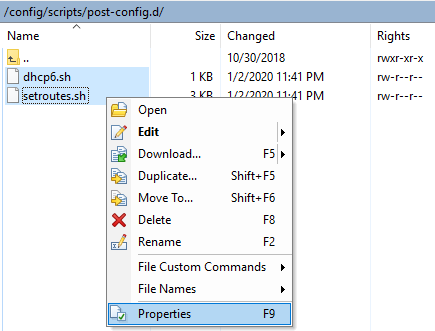 /config/scripts/post-config.d/
Name Size Changed Rights
.. 10/30/2018 rwxr-xr-x
dhcp6.sh 1 KB 1/2/2020 11:41 PM rw-r--r--
setroutes.sh 3 KB 1/2/2020 11:41 PM rw-r--r--
Open
Edit
Download... F5
Duplicate... Shift+F5
Move To... Shift+F6
Delete F8
Rename F2
File Custom Commands
File Names
Properties F9